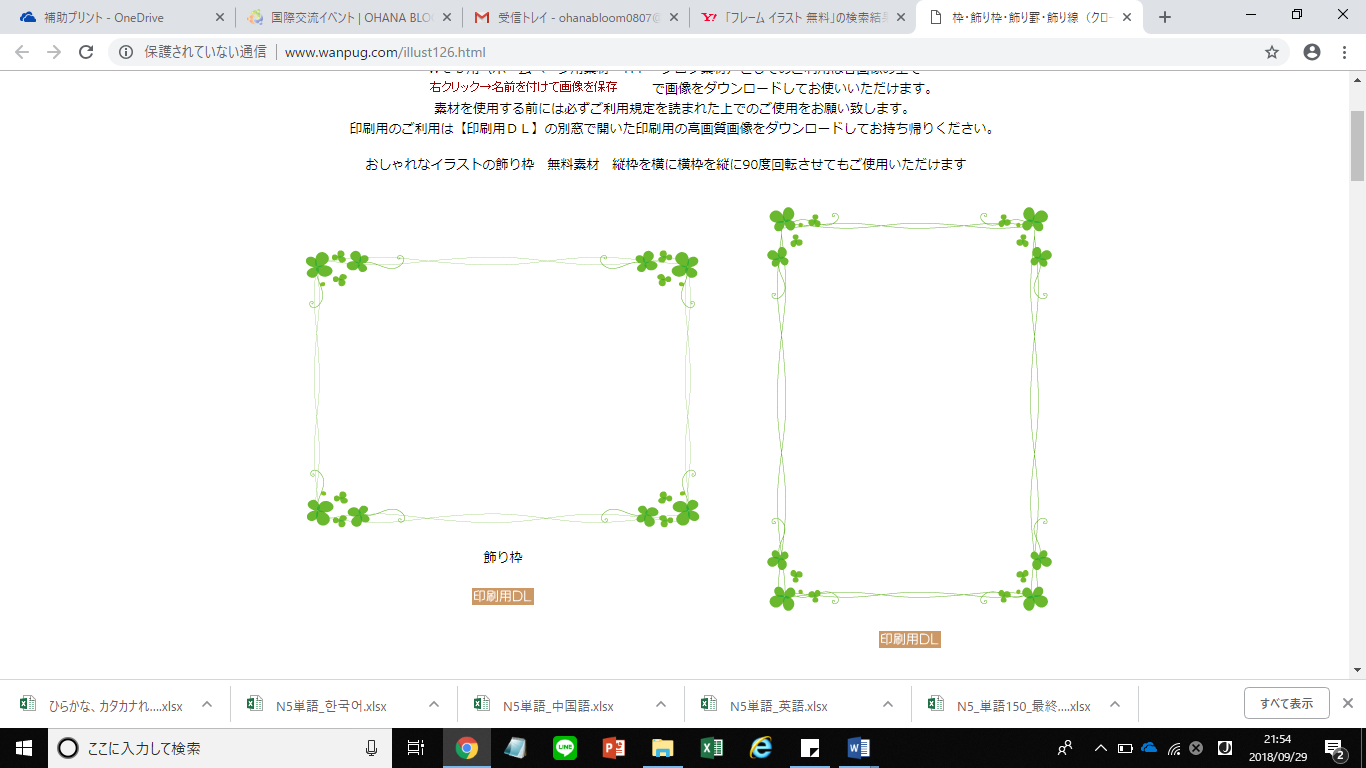 補助プリント - OneDrive
国際交流イベント | OHANA BLO
受信トレイ - ohanabloom0807@
「フレーム イラスト 無料」の検索結果
枠・飾り枠・飾り罫・飾り線（クロー
保護されていない通信 | www.wanpug.com/illust126.html
右クリック→名前を付けて画像を保存 で画像をダウンロードしてお使いいただけます。
素材を使用する前には必ずご利用規定を読まれた上でのご使用をお願い致します。
印刷用のご利用は【印刷用ＤＬ】の別窓で開いた印刷用の高画質画像をダウンロードしてお持ち帰りください。
おしゃれなイラストの飾り枠　無料素材　縦枠を横に横枠を縦に90度回転させてもご使用いただけます
飾り枠
印刷用DL
印刷用DL
ひらかな、カタカナれ....xlsx
N5単語_한국어.xlsx
N5単語_中国語.xlsx
N5単語_英語.xlsx
N5_単語150_最終....xlsx
すべて表示
ここに入力して検索
LINE
21:54
2018/09/29
2